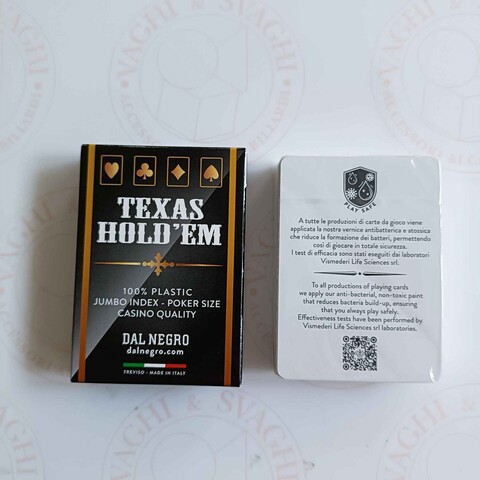 TEXAS
HOLD'EM
100% PLASTIC
JUMBO INDEX - POKER SIZE
CASINO QUALITY
DAL NEGRO
dalnegro.com
TREVISO - MADE IN ITALY
PLAY SAFE
A tutte le produzioni di carte da gioco viene
applicata la nostra vernice antibatterica e atossica
che riduce la formazione dei batteri, permettendo
così di giocare in totale sicurezza.
I test di efficacia sono stati eseguiti dai laboratori
Vismederi Life Sciences srl.
To all productions of playing cards
we apply our anti-bacterial, non-toxic paint
that reduces bacteria build-up, ensuring
that you always play safely.
Effectiveness tests have been performed by
Vismederi Life Sciences srl laboratories.
SVAGHI & SVAGHI